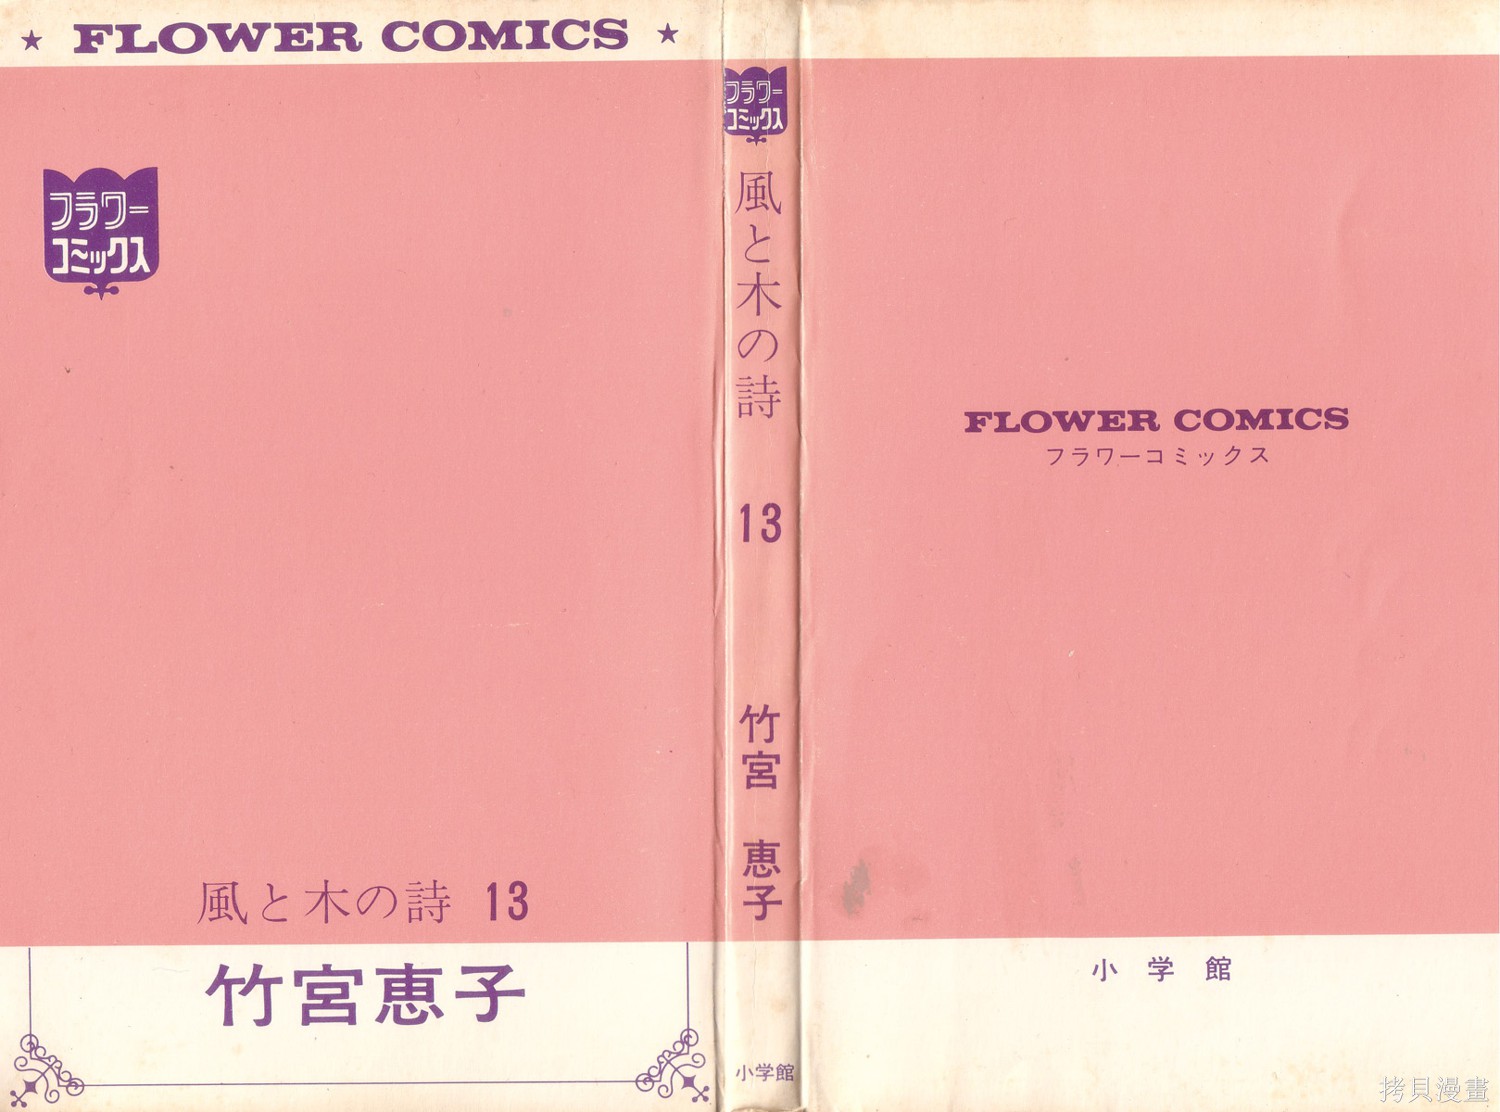 ★ FLOWER COMICS ★
フラワー
コミックス
風と木の詩 13
竹宮恵子
フラワー
コミックス
風と木の詩
13
竹宮 恵子
小学館
FLOWER COMICS
フラワーコミックス
小学館
拷貝漫畫